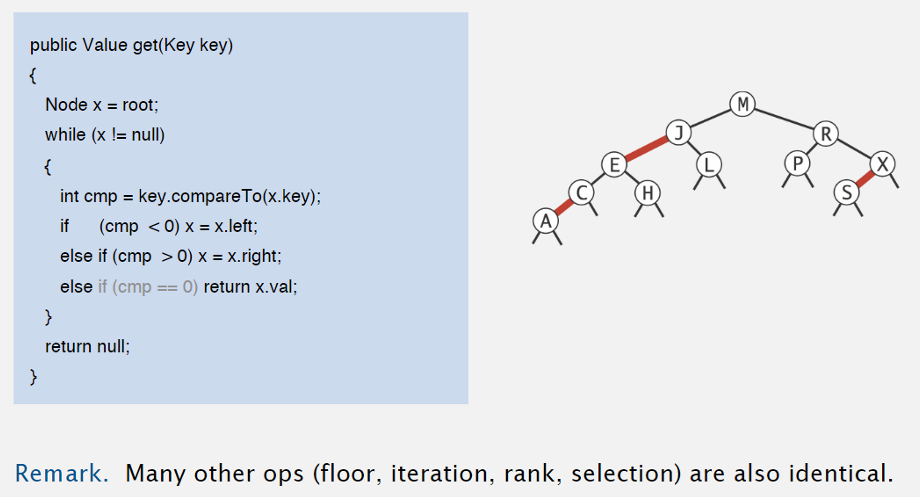 public Value get(Key key)
{
Node x = root;
while (x != null)
{
int cmp = key.compareTo(x.key);
if (cmp < 0) x = x.left;
else if (cmp > 0) x = x.right;
else if (cmp == 0) return x.val;
}
return null;
}
M
J
R
E
L
P
X
C
H
S
A
Remark. Many other ops (floor, iteration, rank, selection) are also identical.